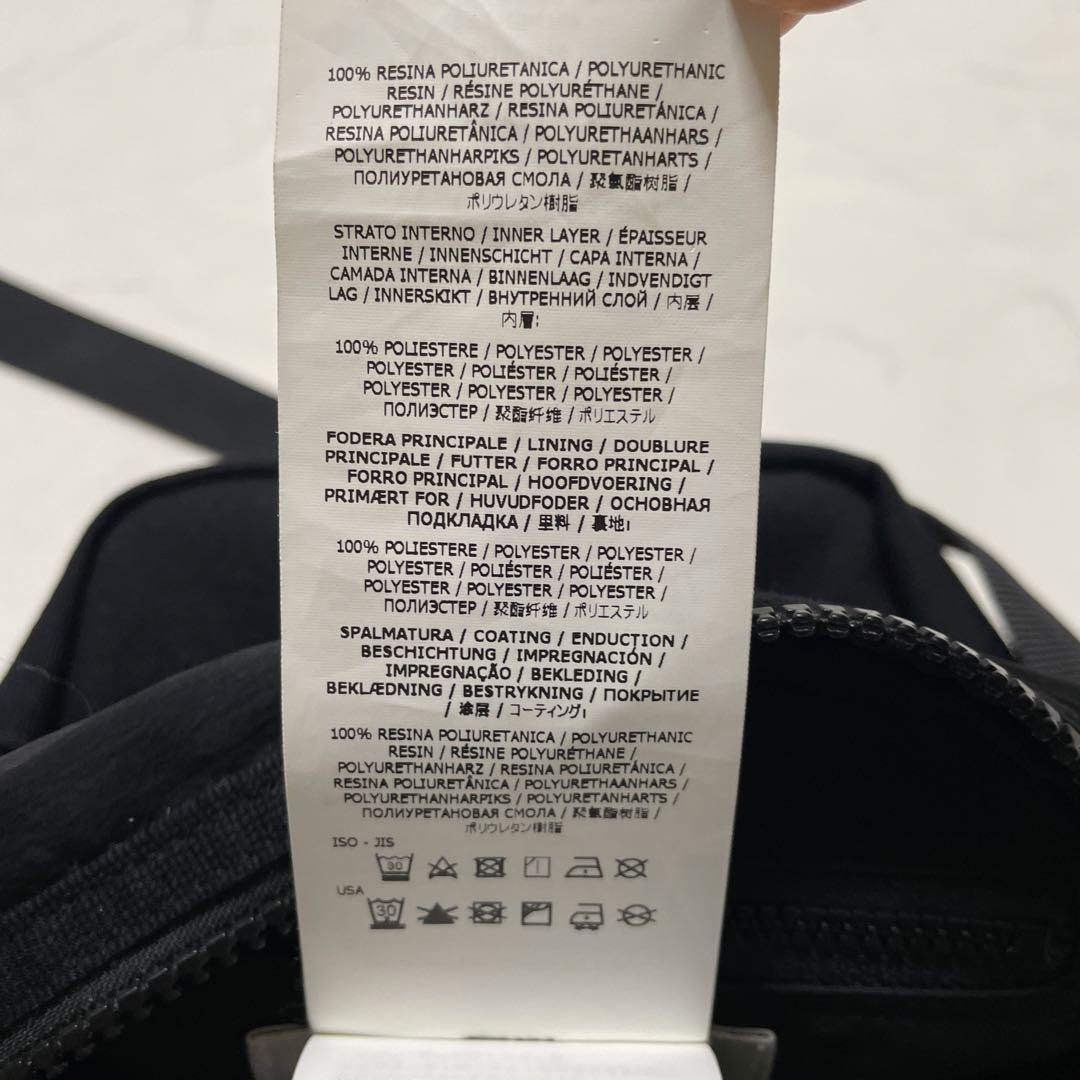 100% RESINA POLIURETANICA / POLYURETHANIC
RESIN / RÉSINE POLYURÉTHANE /
POLYURETHANHARZ / RESINA POLIURETÁNICA /
RESINA POLIURETÂNICA / POLYURETHAANHARS /
POLYURETHANHARPIKS / POLYURETANHARTS /
ПОЛИУРЕТАНОВАЯ СМОЛА / 聚氨酯树脂 /
ポリウレタン樹脂
STRATO INTERNO / INNER LAYER / ÉPAISSEUR
INTERNE / INNENSCHICHT / CAPA INTERNA /
CAMADA INTERNA / BINNENLAAG / INDVENDIGT
LAG / INNERSKIKT / ВНУТРЕННИЙ СЛОЙ / 内层 /
内層:
100% POLIESTERE / POLYESTER / POLYESTER /
POLYESTER / POLIÉSTER / POLIÉSTER /
POLYESTER / POLYESTER / POLYESTER /
ПОЛИЭСТЕР / 聚酯纤维 / ポリエステル
FODERA PRINCIPALE / LINING / DOUBLURE
PRINCIPALE / FUTTER / FORRO PRINCIPAL /
FORRO PRINCIPAL / HOOFDVOERING /
PRIMÆRT FOR / HUVUDFODER / ОСНОВНАЯ
ПОДКЛАДКА / 里料 / 裏地:
100% POLIESTERE / POLYESTER / POLYESTER /
POLYESTER / POLIÉSTER / POLIÉSTER /
POLYESTER / POLYESTER / POLYESTER /
ПОЛИЭСТЕР / 聚酯纤维 / ポリエステル
SPALMATURA / COATING / ENDUCTION /
BESCHICHTUNG / IMPREGNACIÓN /
IMPREGNAÇÃO / BEKLEDING /
BEKLÆDNING / BESTRYKNING / ПОКРЫТИЕ
/ 涂层 / コーティング:
100% RESINA POLIURETANICA / POLYURETHANIC
RESIN / RÉSINE POLYURÉTHANE /
POLYURETHANHARZ / RESINA POLIURETÁNICA /
RESINA POLIURETÂNICA / POLYURETHAANHARS /
POLYURETHANHARPIKS / POLYURETANHARTS /
ПОЛИУРЕТАНОВАЯ СМОЛА / 聚氨酯树脂 /
ポリウレタン樹脂
ISO - JIS
30
USA
30